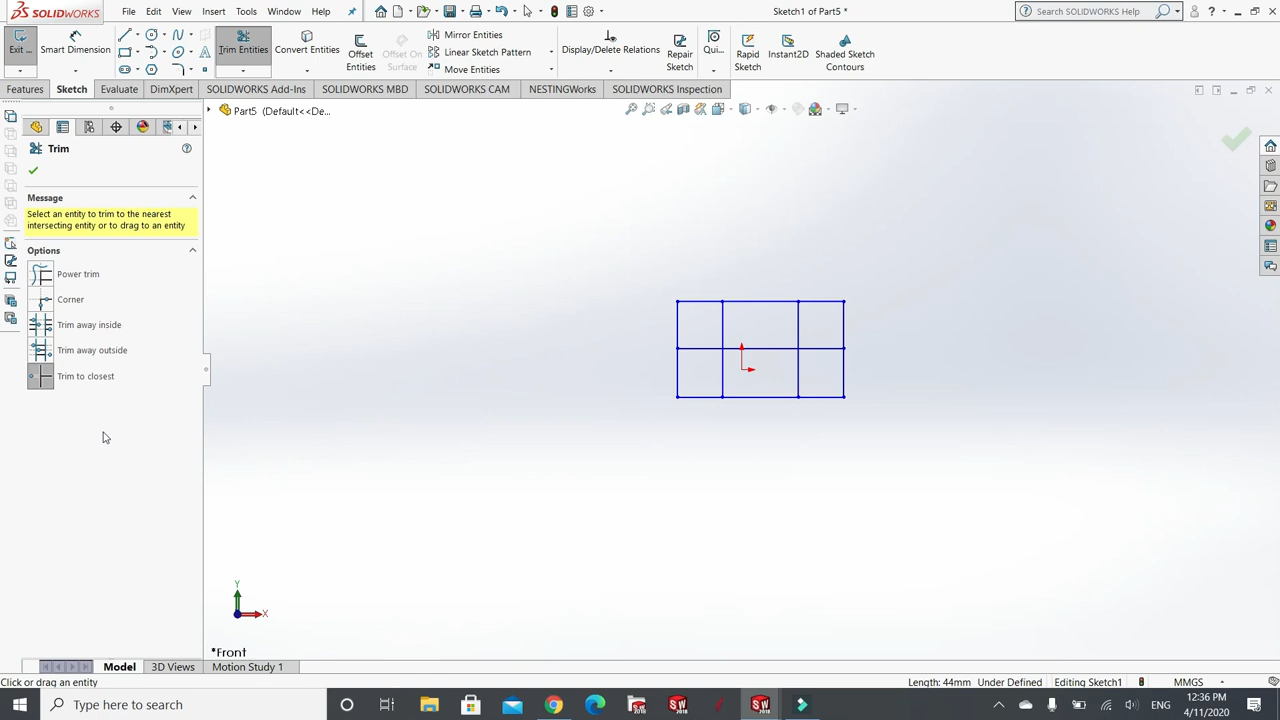 SOLIDWORKS File Edit View Insert Tools Window Help Sketch1 of Part5 * Search SOLIDWORKS Help
Exit ... Smart Dimension Trim Entities Convert Entities Offset Entities Offset On Surface Mirror Entities Linear Sketch Pattern Move Entities Display/Delete Relations Repair Sketch Qui... Rapid Sketch Instant2D Shaded Sketch Contours
Features Sketch Evaluate DimXpert SOLIDWORKS Add-Ins SOLIDWORKS MBD SOLIDWORKS CAM NESTINGWorks SOLIDWORKS Inspection
Part5 (Default<<De...
Trim
Message
Select an entity to trim to the nearest
intersecting entity or to drag to an entity
Options
Power trim
Corner
Trim away inside
Trim away outside
Trim to closest
Y
X
*Front
Model 3D Views Motion Study 1
Click or drag an entity Length: 44mm Under Defined Editing Sketch1 MMGS
Type here to search ENG 12:36 PM
4/11/2020